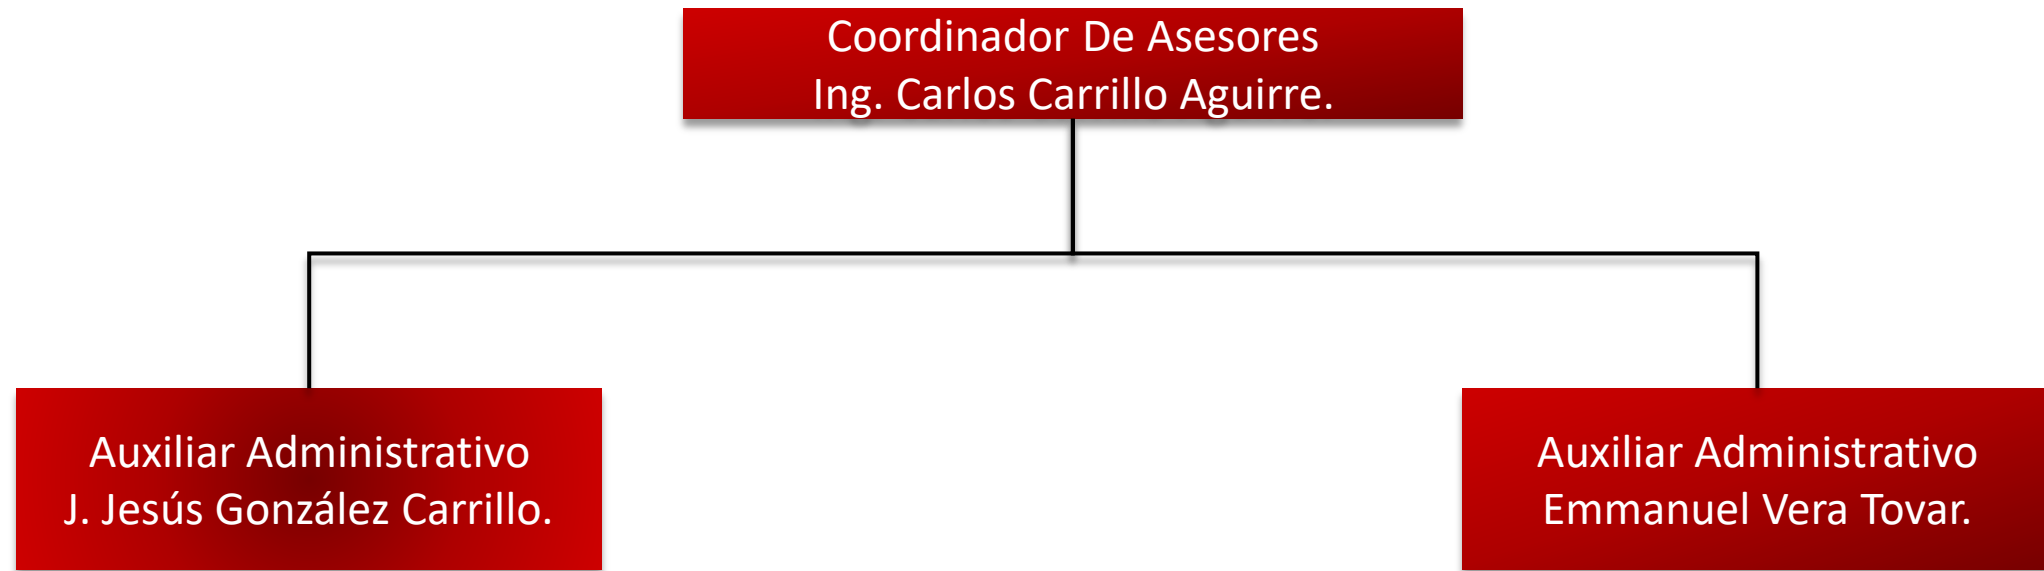 Coordinador De Asesores
Ing. Carlos Carrillo Aguirre.
Auxiliar Administrativo
J. Jesús González Carrillo.
Auxiliar Administrativo
Emmanuel Vera Tovar.